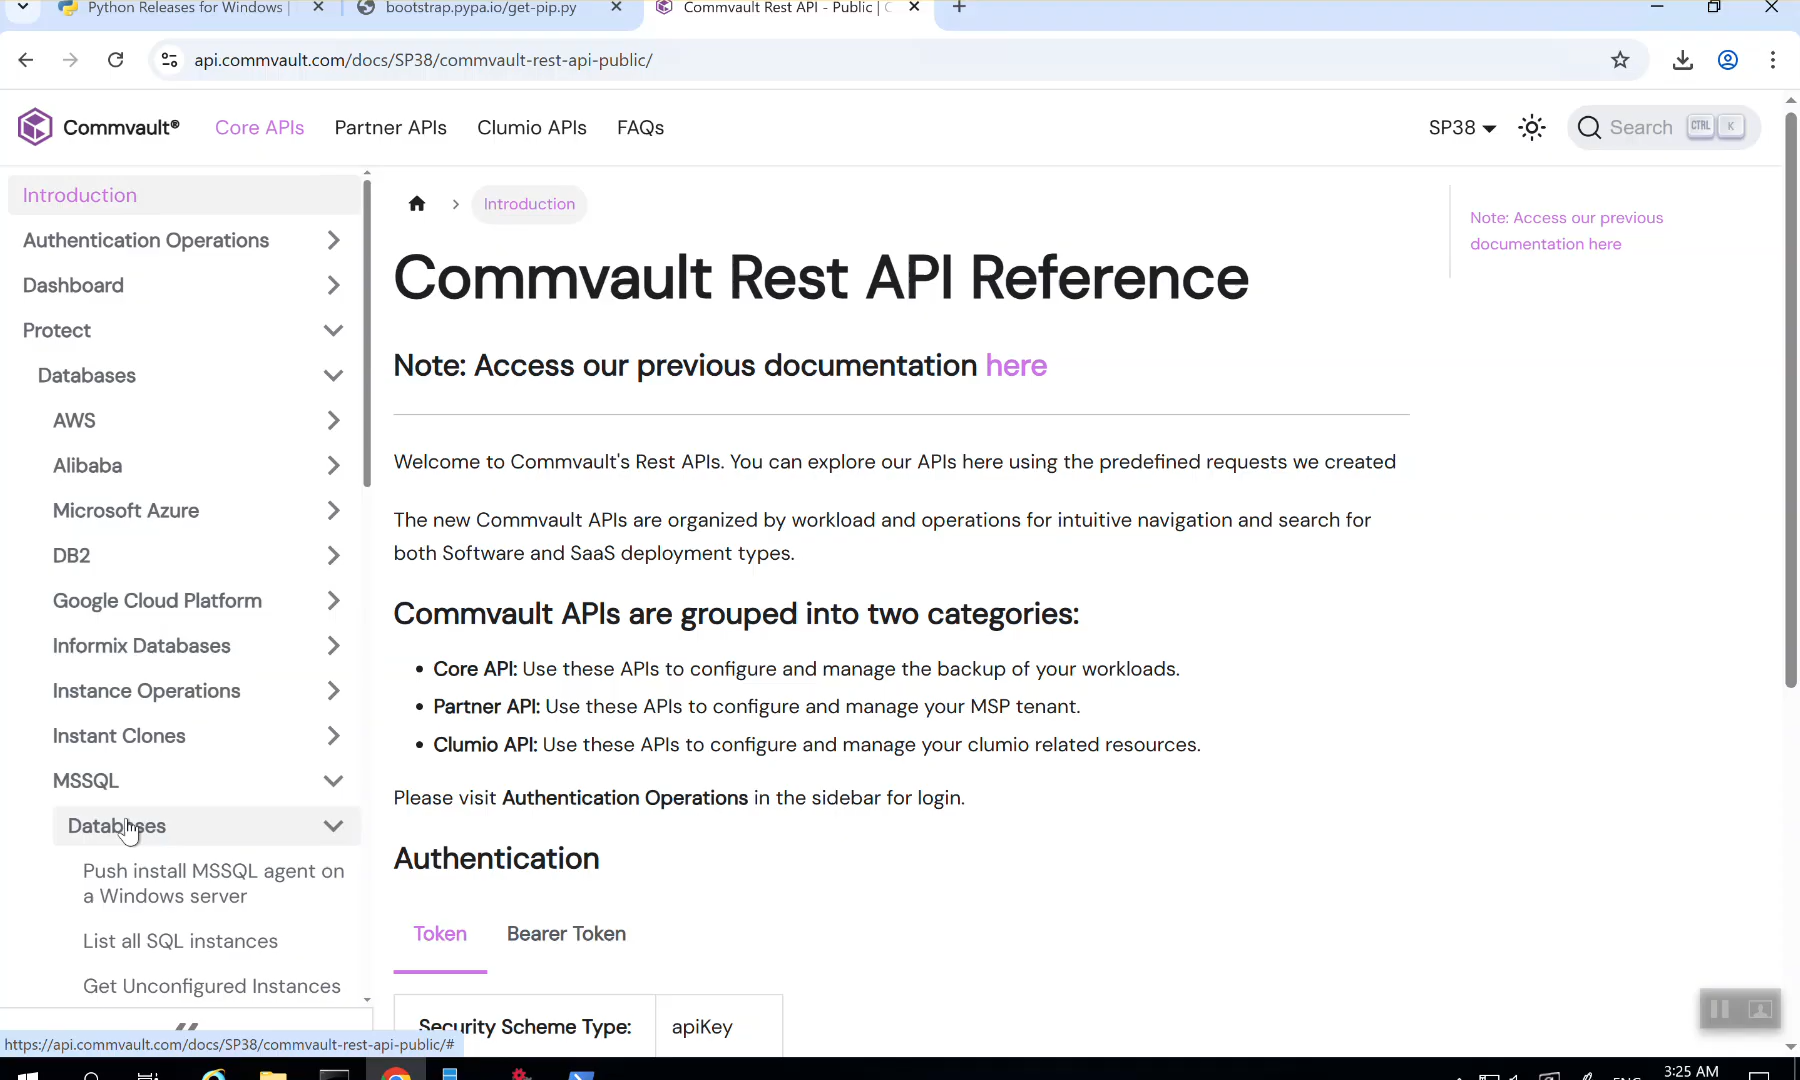 Python Releases for Windows |
bootstrap.pypa.io/get-pip.py
Commvault Rest API - Public | C
api.commvault.com/docs/SP38/commvault-rest-api-public/
Commvault®
Core APIs
Partner APIs
Clumio APIs
FAQs
SP38
Search
CTRL
K
Introduction
Authentication Operations
Dashboard
Protect
Databases
AWS
Alibaba
Microsoft Azure
DB2
Google Cloud Platform
Informix Databases
Instance Operations
Instant Clones
MSSQL
Databases
Push install MSSQL agent on
a Windows server
List all SQL instances
Get Unconfigured Instances
https://api.commvault.com/docs/SP38/commvault-rest-api-public/#
Introduction
Commvault Rest API Reference
Note: Access our previous documentation here
Welcome to Commvault's Rest APIs. You can explore our APIs here using the predefined requests we created
The new Commvault APIs are organized by workload and operations for intuitive navigation and search for
both Software and SaaS deployment types.
Commvault APIs are grouped into two categories:
• Core API: Use these APIs to configure and manage the backup of your workloads.
• Partner API: Use these APIs to configure and manage your MSP tenant.
• Clumio API: Use these APIs to configure and manage your clumio related resources.
Please visit Authentication Operations in the sidebar for login.
Authentication
Token
Bearer Token
Security Scheme Type:
apiKey
Note: Access our previous
documentation here
ENG
3:25 AM